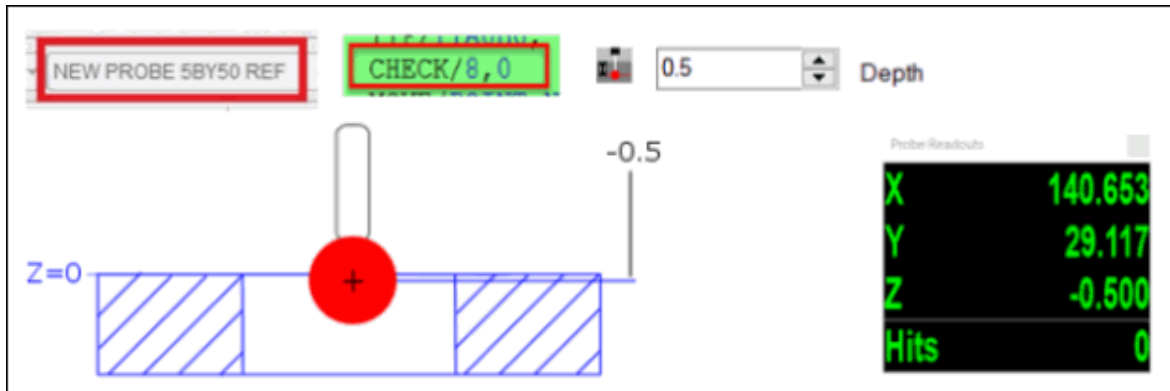 NEW PROBE 5BY50 REF
CHECK/8,0
0.5
Depth
-0.5
Z=0
Probe Readouts
X 140.653
Y 29.117
Z -0.500
Hits 0